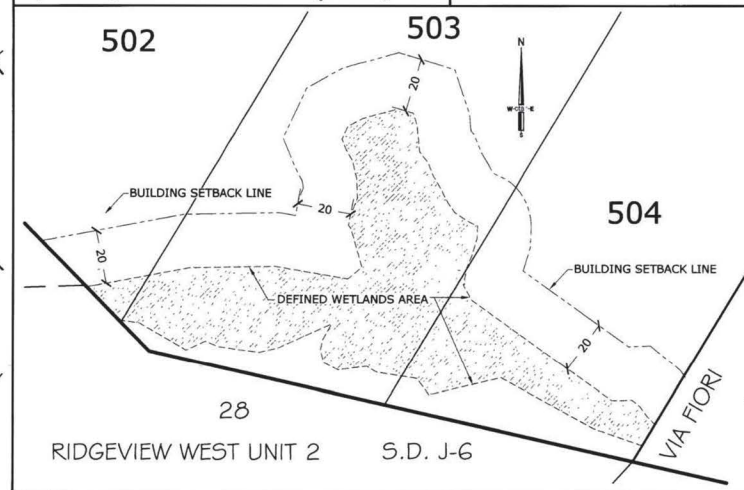 502
503
N
W
E
S
20
BUILDING SETBACK LINE
20
504
20
BUILDING SETBACK LINE
DEFINED WETLANDS AREA
20
28
VIA FIORI
RIDGEVIEW WEST UNIT 2 S.D. J-6